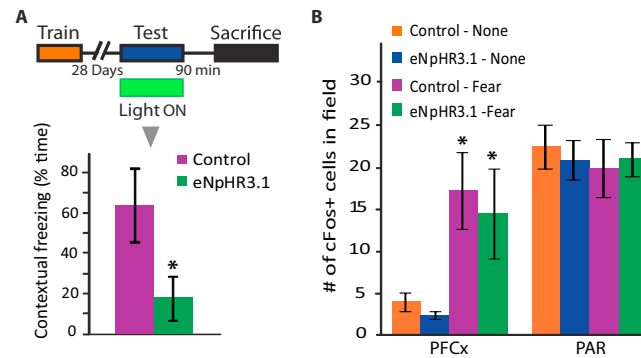 A
Train
Test
Sacrifice
28 Days
90 min
Light ON
Control
eNpHR3.1
Contextual freezing (% time)
80
60
40
20
0
*
B
Control - None
eNpHR3.1 - None
Control - Fear
eNpHR3.1 -Fear
# of cFos+ cells in field
30
25
20
15
10
5
0
*
*
PFCx
PAR